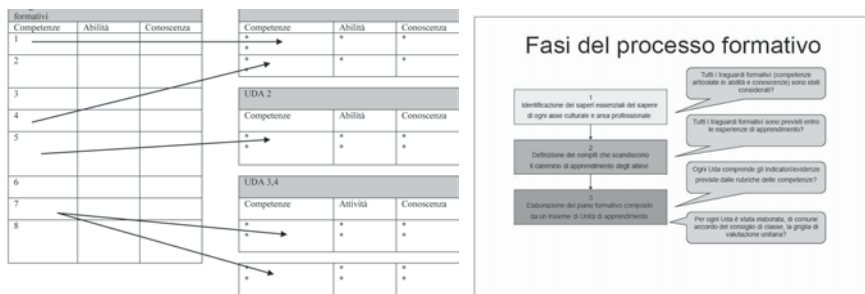 formativi
Competenze Abilità Conoscenza
1
2
3
4
5
6
7
8
Competenze Abilità Conoscenza
* * *
*
* * *
*
UDA 2
Competenze Abilità Conoscenza
* * *
* * *
UDA 3,4
Competenze Attività Conoscenza
* * *
* * *
* * *
* * *
Fasi del processo formativo
1
Identificazione dei saperi essenziali del sapere
di ogni asse culturale e area professionale
2
Definizione dei compiti che scandiscono
il cammino di apprendimento degli allievi
3
Elaborazione del piano formativo composto
da un insieme di Unità di apprendimento
Tutti i traguardi formativi (competenze
articolate in abilità e conoscenze) sono stati
considerati?
Tutti i traguardi formativi sono previsti entro
le esperienze di apprendimento?
Ogni Uda comprende gli indicatori/evidenze
previste dalle rubriche delle competenze?
Per ogni Uda è stata elaborata, di comune
accordo del consiglio di classe, la griglia di
valutazione unitaria?